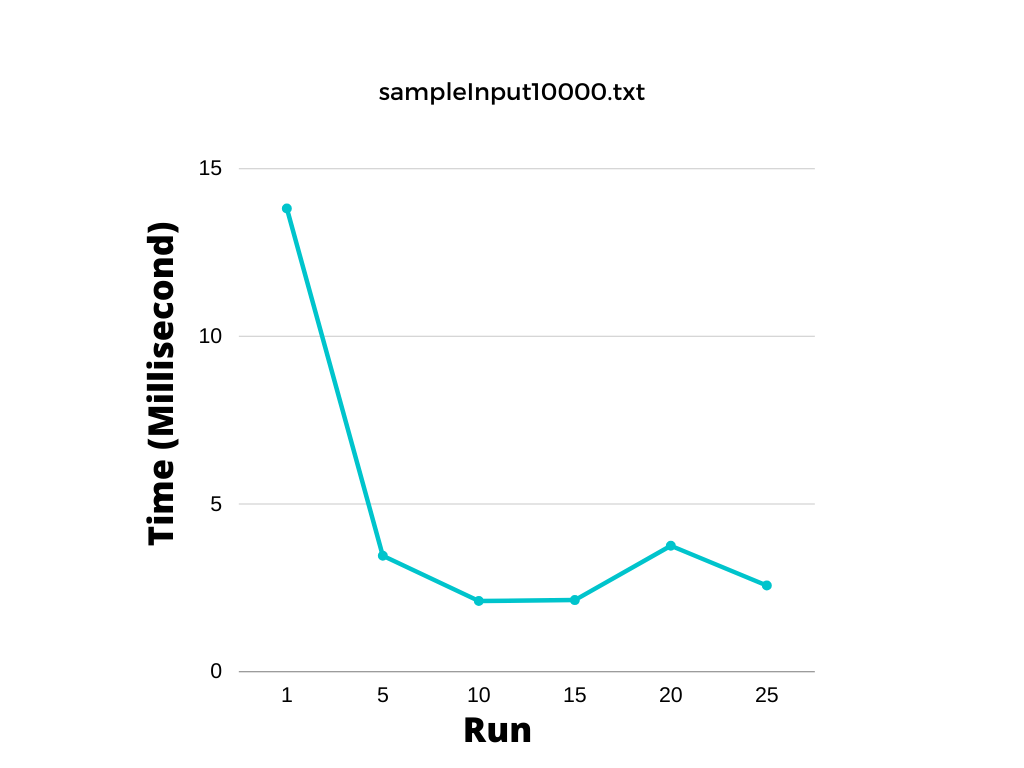 sampleInput10000.txt
15
10
5
0
Time (Millisecond)
1 5 10 15 20 25
Run